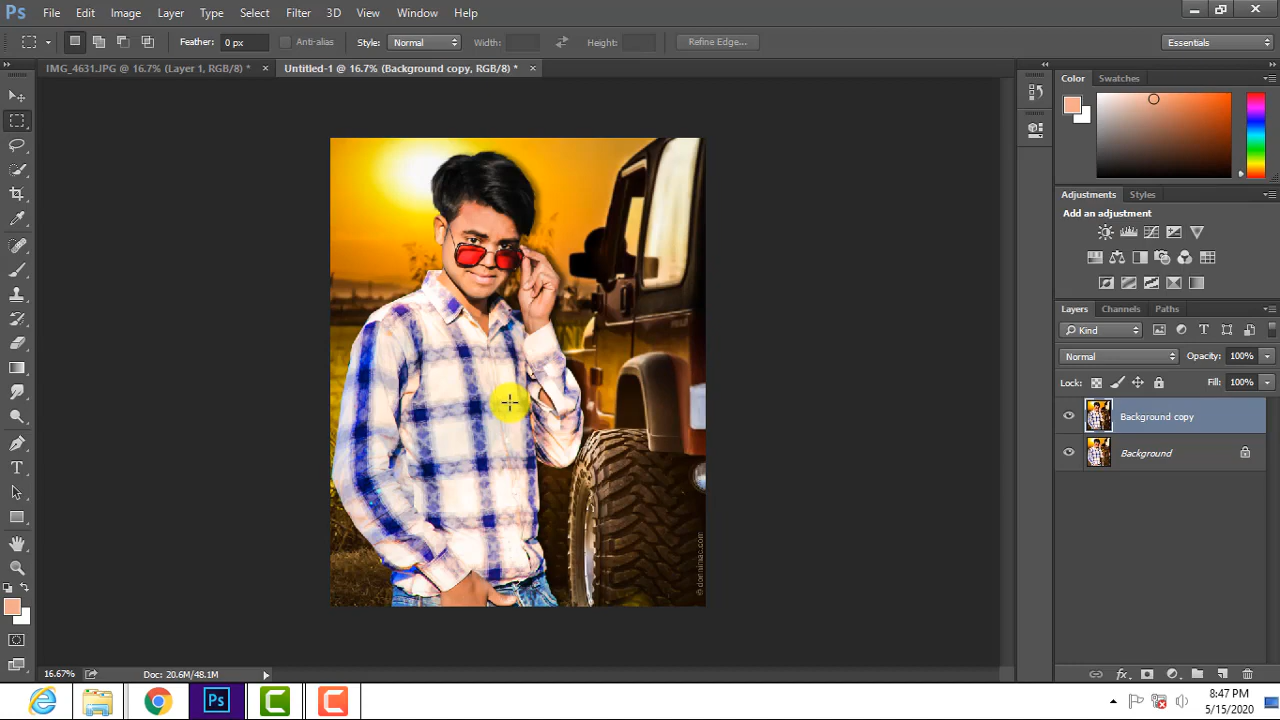 Ps File Edit Image Layer Type Select Filter 3D View Window Help
Feather: 0 px Anti-alias Style: Normal Width: Height: Refine Edge... Essentials
IMG_4631.JPG @ 16.7% (Layer 1, RGB/8) * × Untitled-1 @ 16.7% (Background copy, RGB/8) * ×
Color Swatches
Adjustments Styles
Add an adjustment
Layers Channels Paths
Kind
Normal Opacity: 100%
Lock: Fill: 100%
Background copy
Background
© donnimac.com
16.67% Doc: 20.6M/48.1M
Ps
8:47 PM
5/15/2020